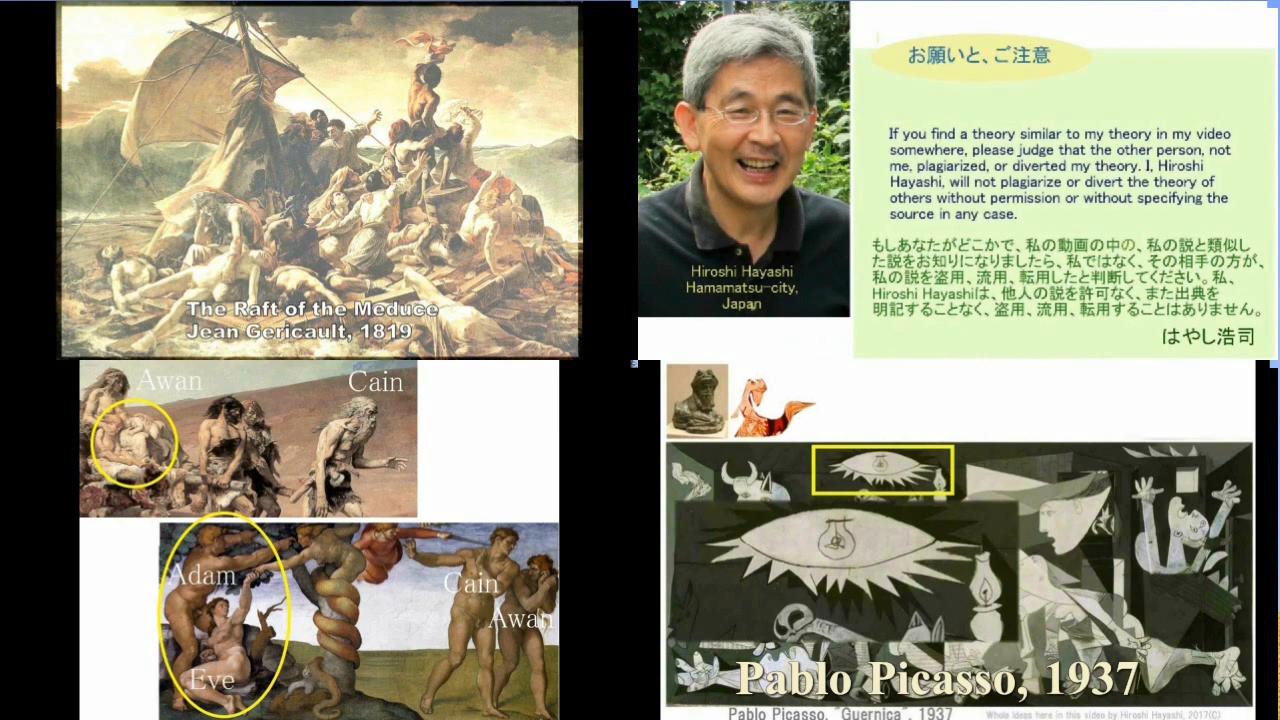 The Raft of the Meduce
Jean Gericault, 1819
Hiroshi Hayashi
Hamamatsu-city,
Japan
お願いと、ご注意
If you find a theory similar to my theory in my video
somewhere, please judge that the other person, not
me, plagiarized, or diverted my theory. I, Hiroshi
Hayashi, will not plagiarize or divert the theory of
others without permission or without specifying the
source in any case.
もしあなたがどこかで、私の動画の中の、私の説と類似し
た説をお知りになりましたら、私ではなく、その相手の方が、
私の説を盗用、流用、転用したと判断してください。私、
Hiroshi Hayashiは、他人の説を許可なく、また出典を
明記することなく、盗用、流用、転用することはありません。
はやし浩司
Awan
Cain
Adam
Eve
Cain
Awan
Pablo Picasso, 1937
Pablo Picasso, "Guernica", 1937
Whole Ideas here in this video by Hiroshi Hayashi, 2017(C)